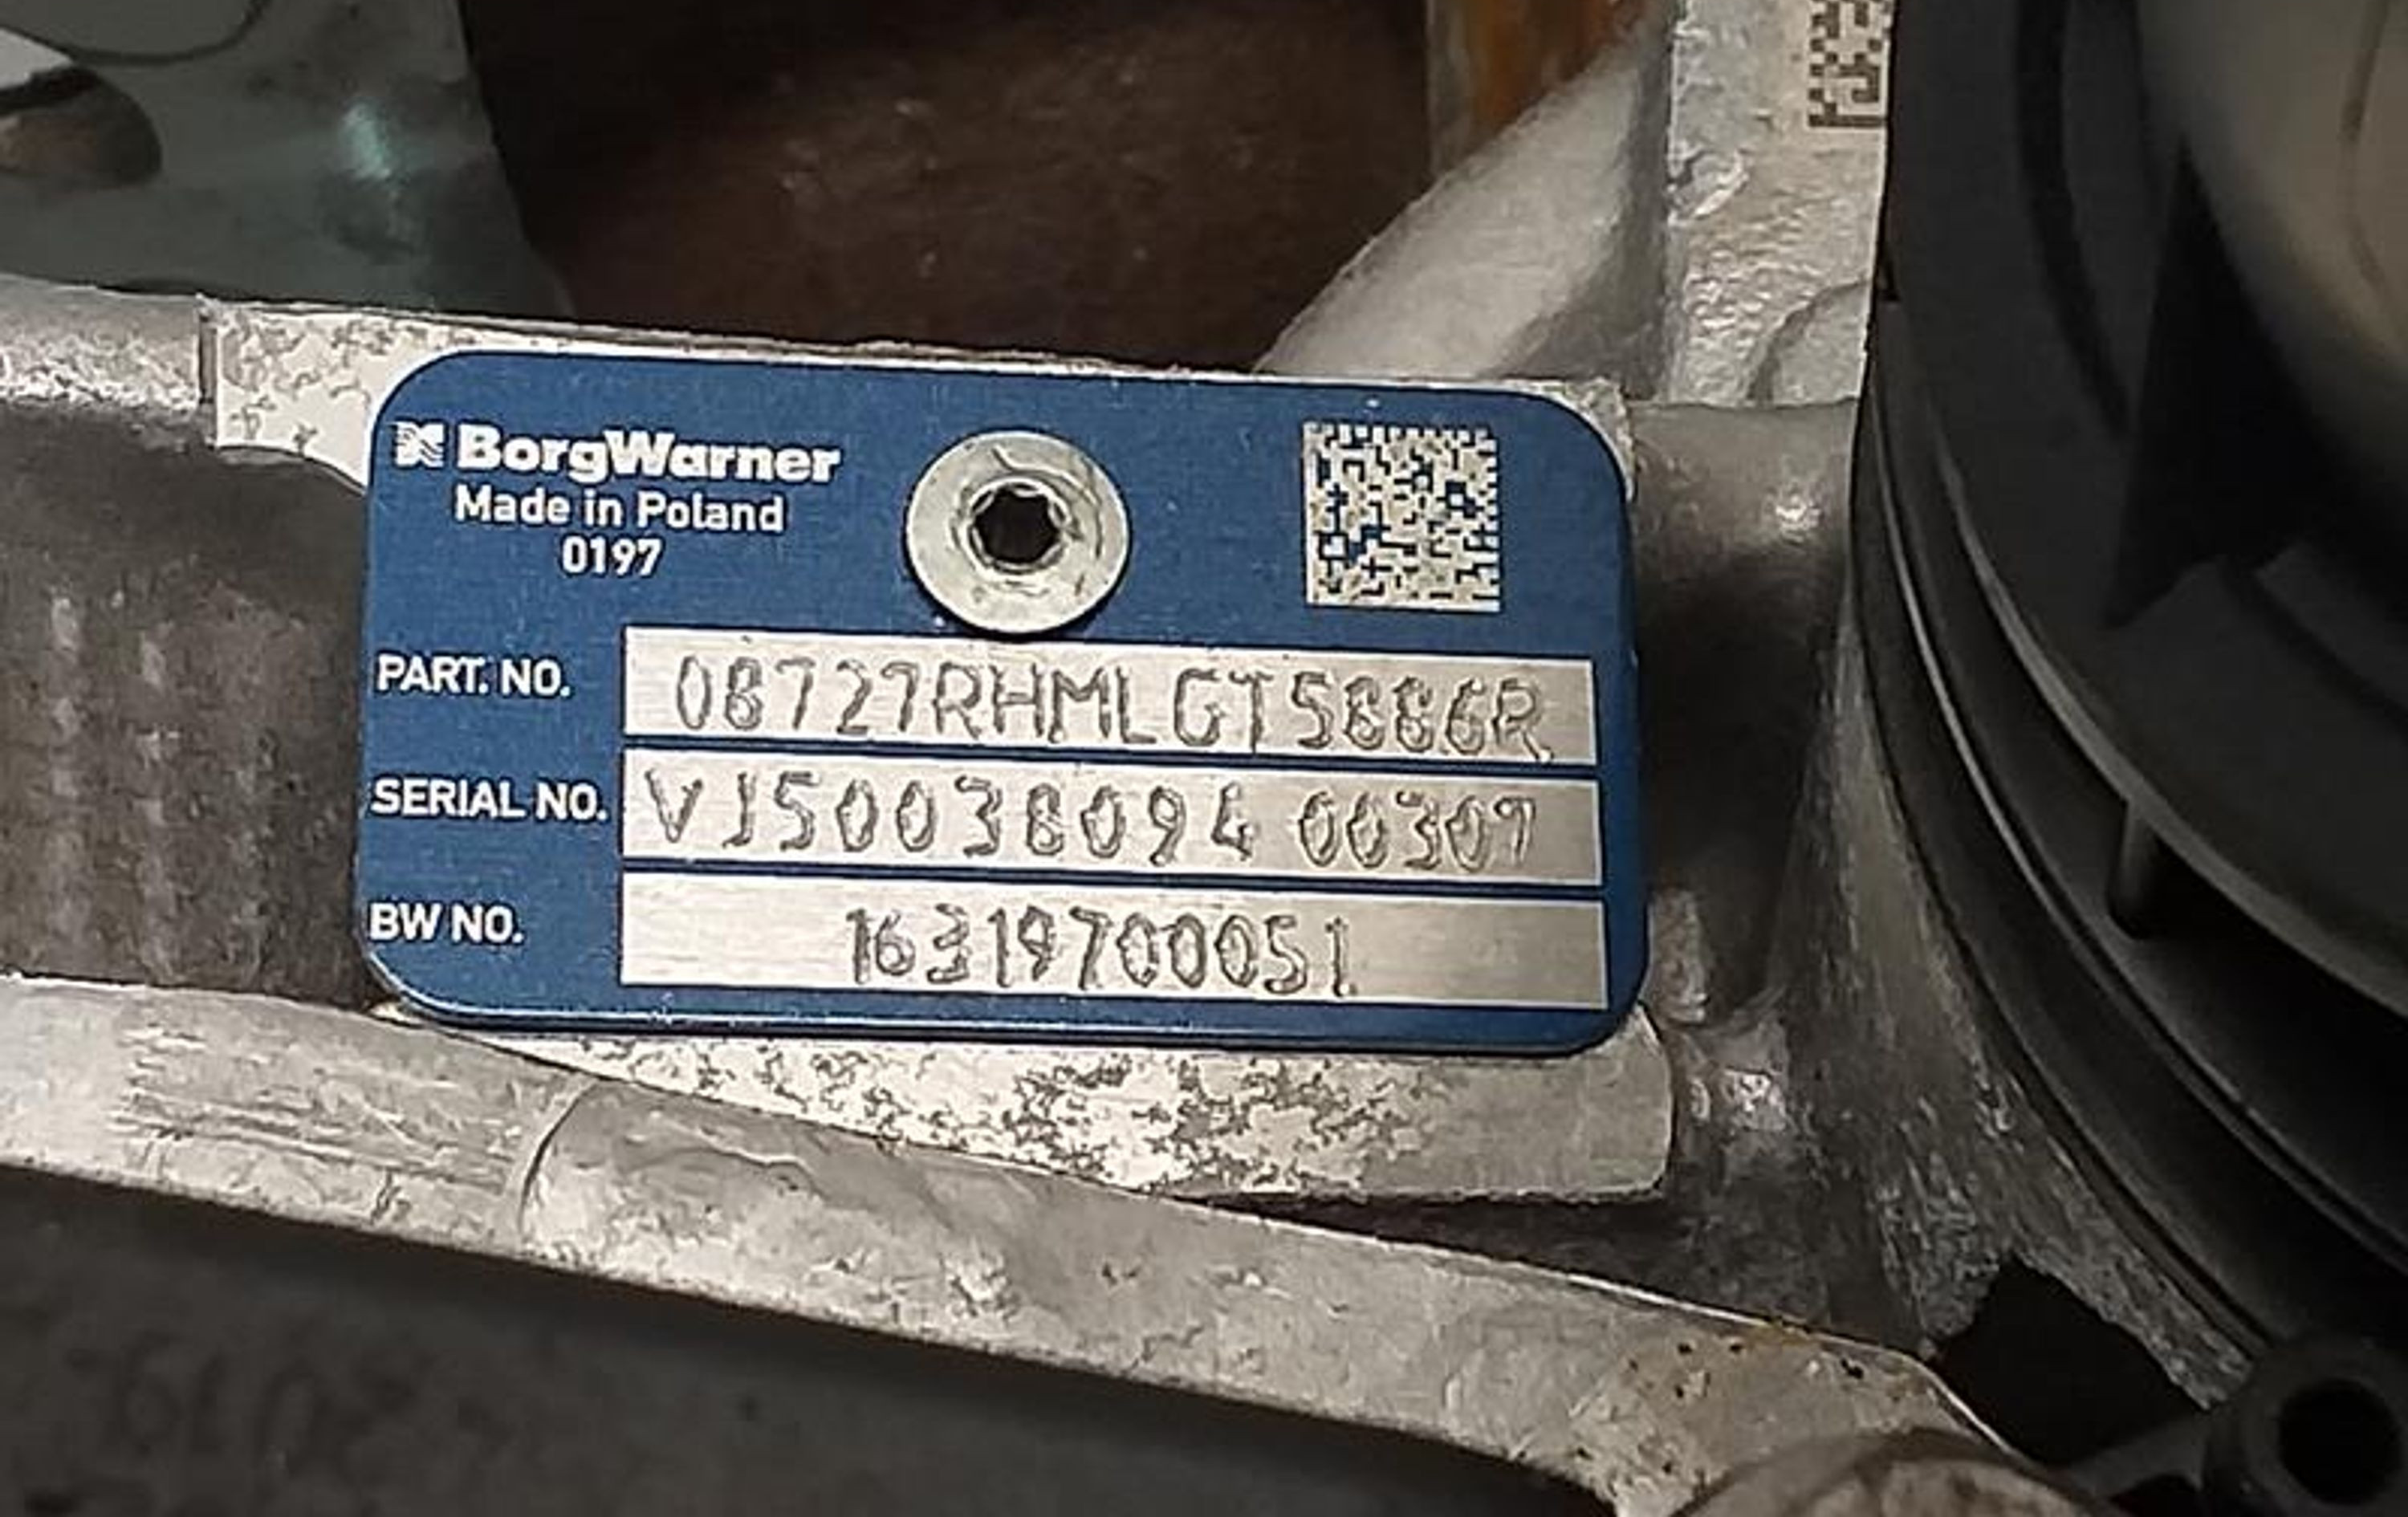 BorgWarner
Made in Poland
0197
PART. NO. 08727RHMLGT5886R
SERIAL NO. VJ50038094 00307
BW NO. 16319700051